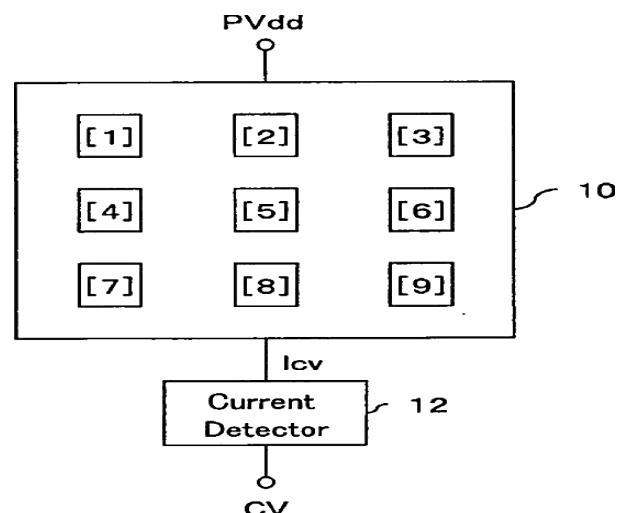 PVdd
[1] [2] [3]
[4] [5] [6]
10
[7] [8] [9]
Icv
Current
Detector
12
CV